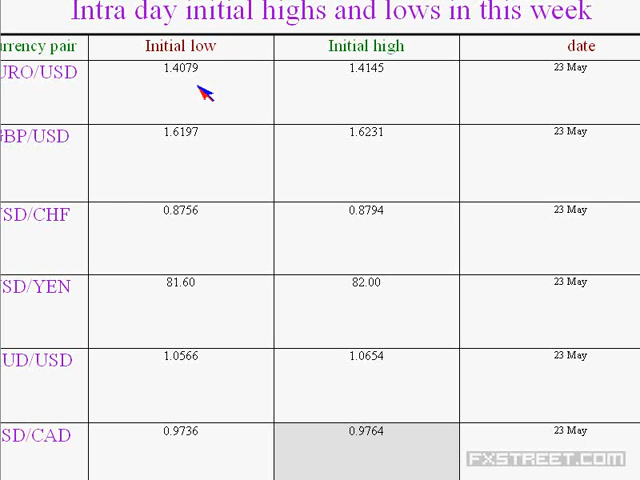 Intra day initial highs and lows in this week
urrency pair Initial low Initial high date
URO/USD 1.4079 1.4145 23 May
GBP/USD 1.6197 1.6231 23 May
SD/CHF 0.8756 0.8794 23 May
SD/YEN 81.60 82.00 23 May
UD/USD 1.0566 1.0654 23 May
SD/CAD 0.9736 0.9764 23 May
FXSTREET.COM